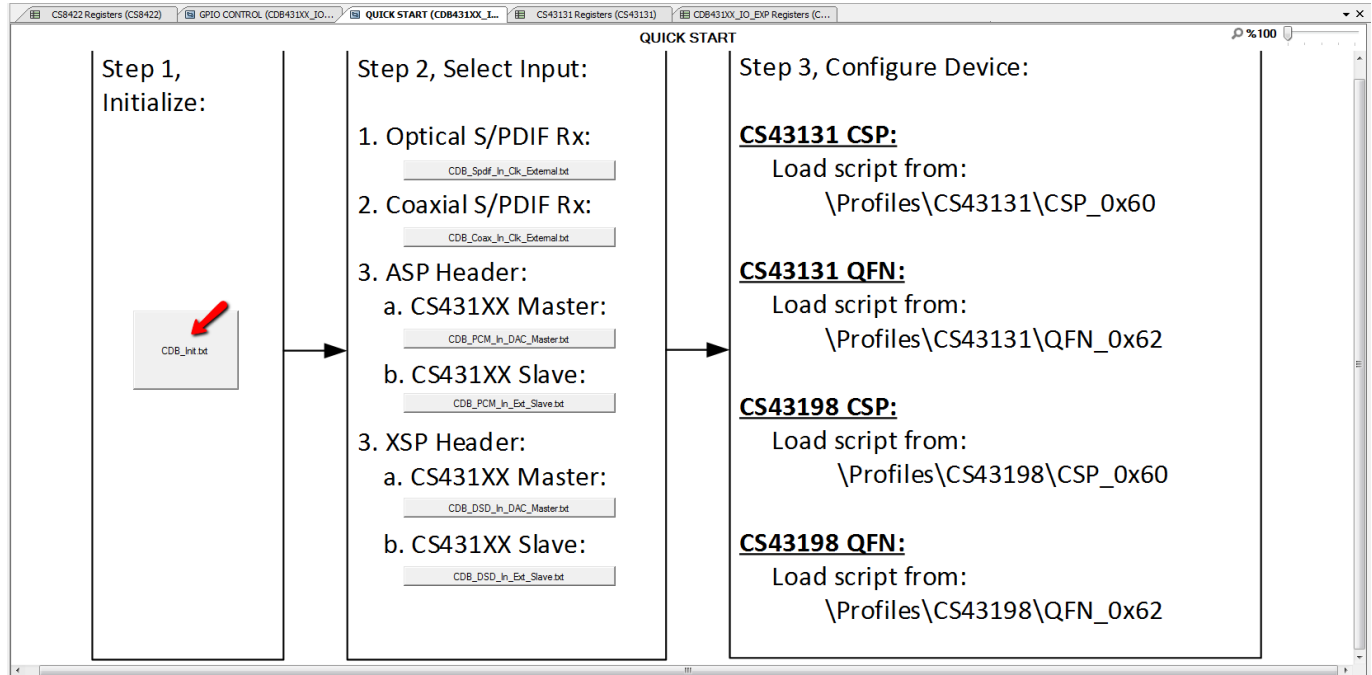 CS8422 Registers (CS8422)
GPIO CONTROL (CDB431XX_IO...
QUICK START (CDB431XX_I...
CS43131 Registers (CS43131)
CDB431XX_IO_EXP Registers (C...
QUICK START
%100
Step 1,
Initialize:
CDB_Init.txt
Step 2, Select Input:
1. Optical S/PDIF Rx:
CDB_Spdif_In_Clk_External.txt
2. Coaxial S/PDIF Rx:
CDB_Coax_In_Clk_External.txt
3. ASP Header:
a. CS431XX Master:
CDB_PCM_In_DAC_Master.txt
b. CS431XX Slave:
CDB_PCM_In_Ext_Slave.txt
3. XSP Header:
a. CS431XX Master:
CDB_DSD_In_DAC_Master.txt
b. CS431XX Slave:
CDB_DSD_In_Ext_Slave.txt
Step 3, Configure Device:
CS43131 CSP:
Load script from:
\Profiles\CS43131\CSP_0x60
CS43131 QFN:
Load script from:
\Profiles\CS43131\QFN_0x62
CS43198 CSP:
Load script from:
\Profiles\CS43198\CSP_0x60
CS43198 QFN:
Load script from:
\Profiles\CS43198\QFN_0x62